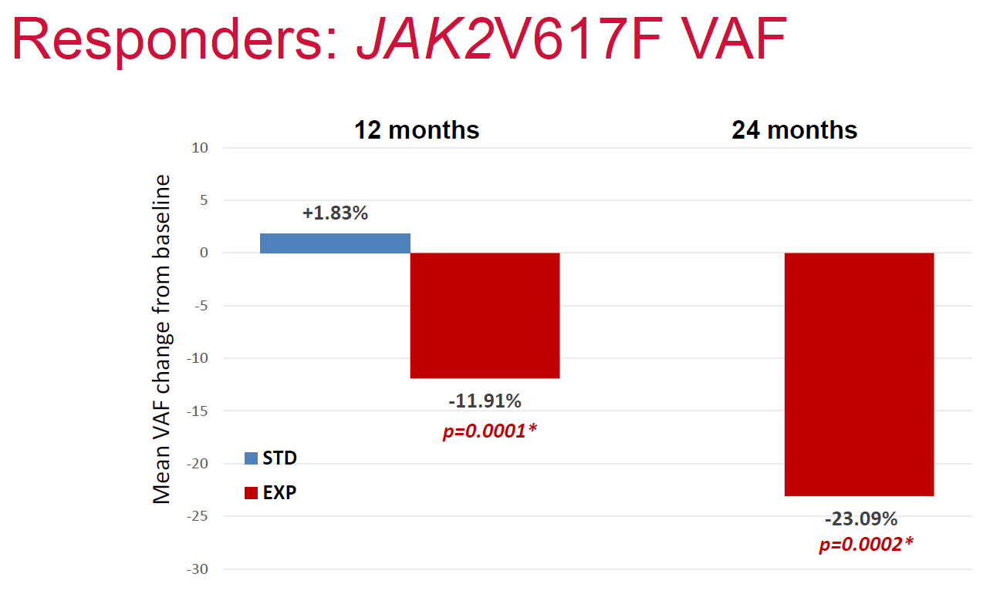 Responders: JAK2V617F VAF
12 months
24 months
Mean VAF change from baseline
10
5
0
-5
-10
-15
-20
-25
-30
+1.83%
-11.91%
p=0.0001*
STD
EXP
-23.09%
p=0.0002*